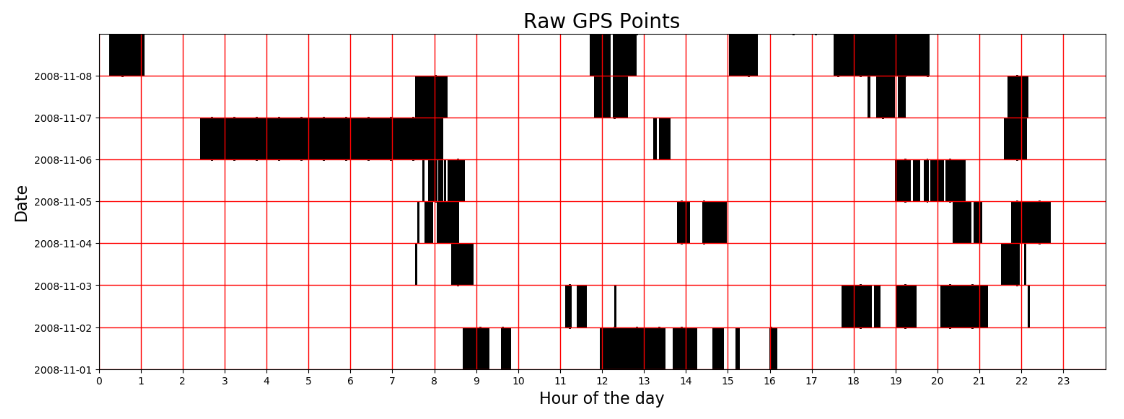 Raw GPS Points
2008-11-08
2008-11-07
2008-11-06
2008-11-05
2008-11-04
2008-11-03
2008-11-02
2008-11-01
Date
0 1 2 3 4 5 6 7 8 9 10 11 12 13 14 15 16 17 18 19 20 21 22 23
Hour of the day